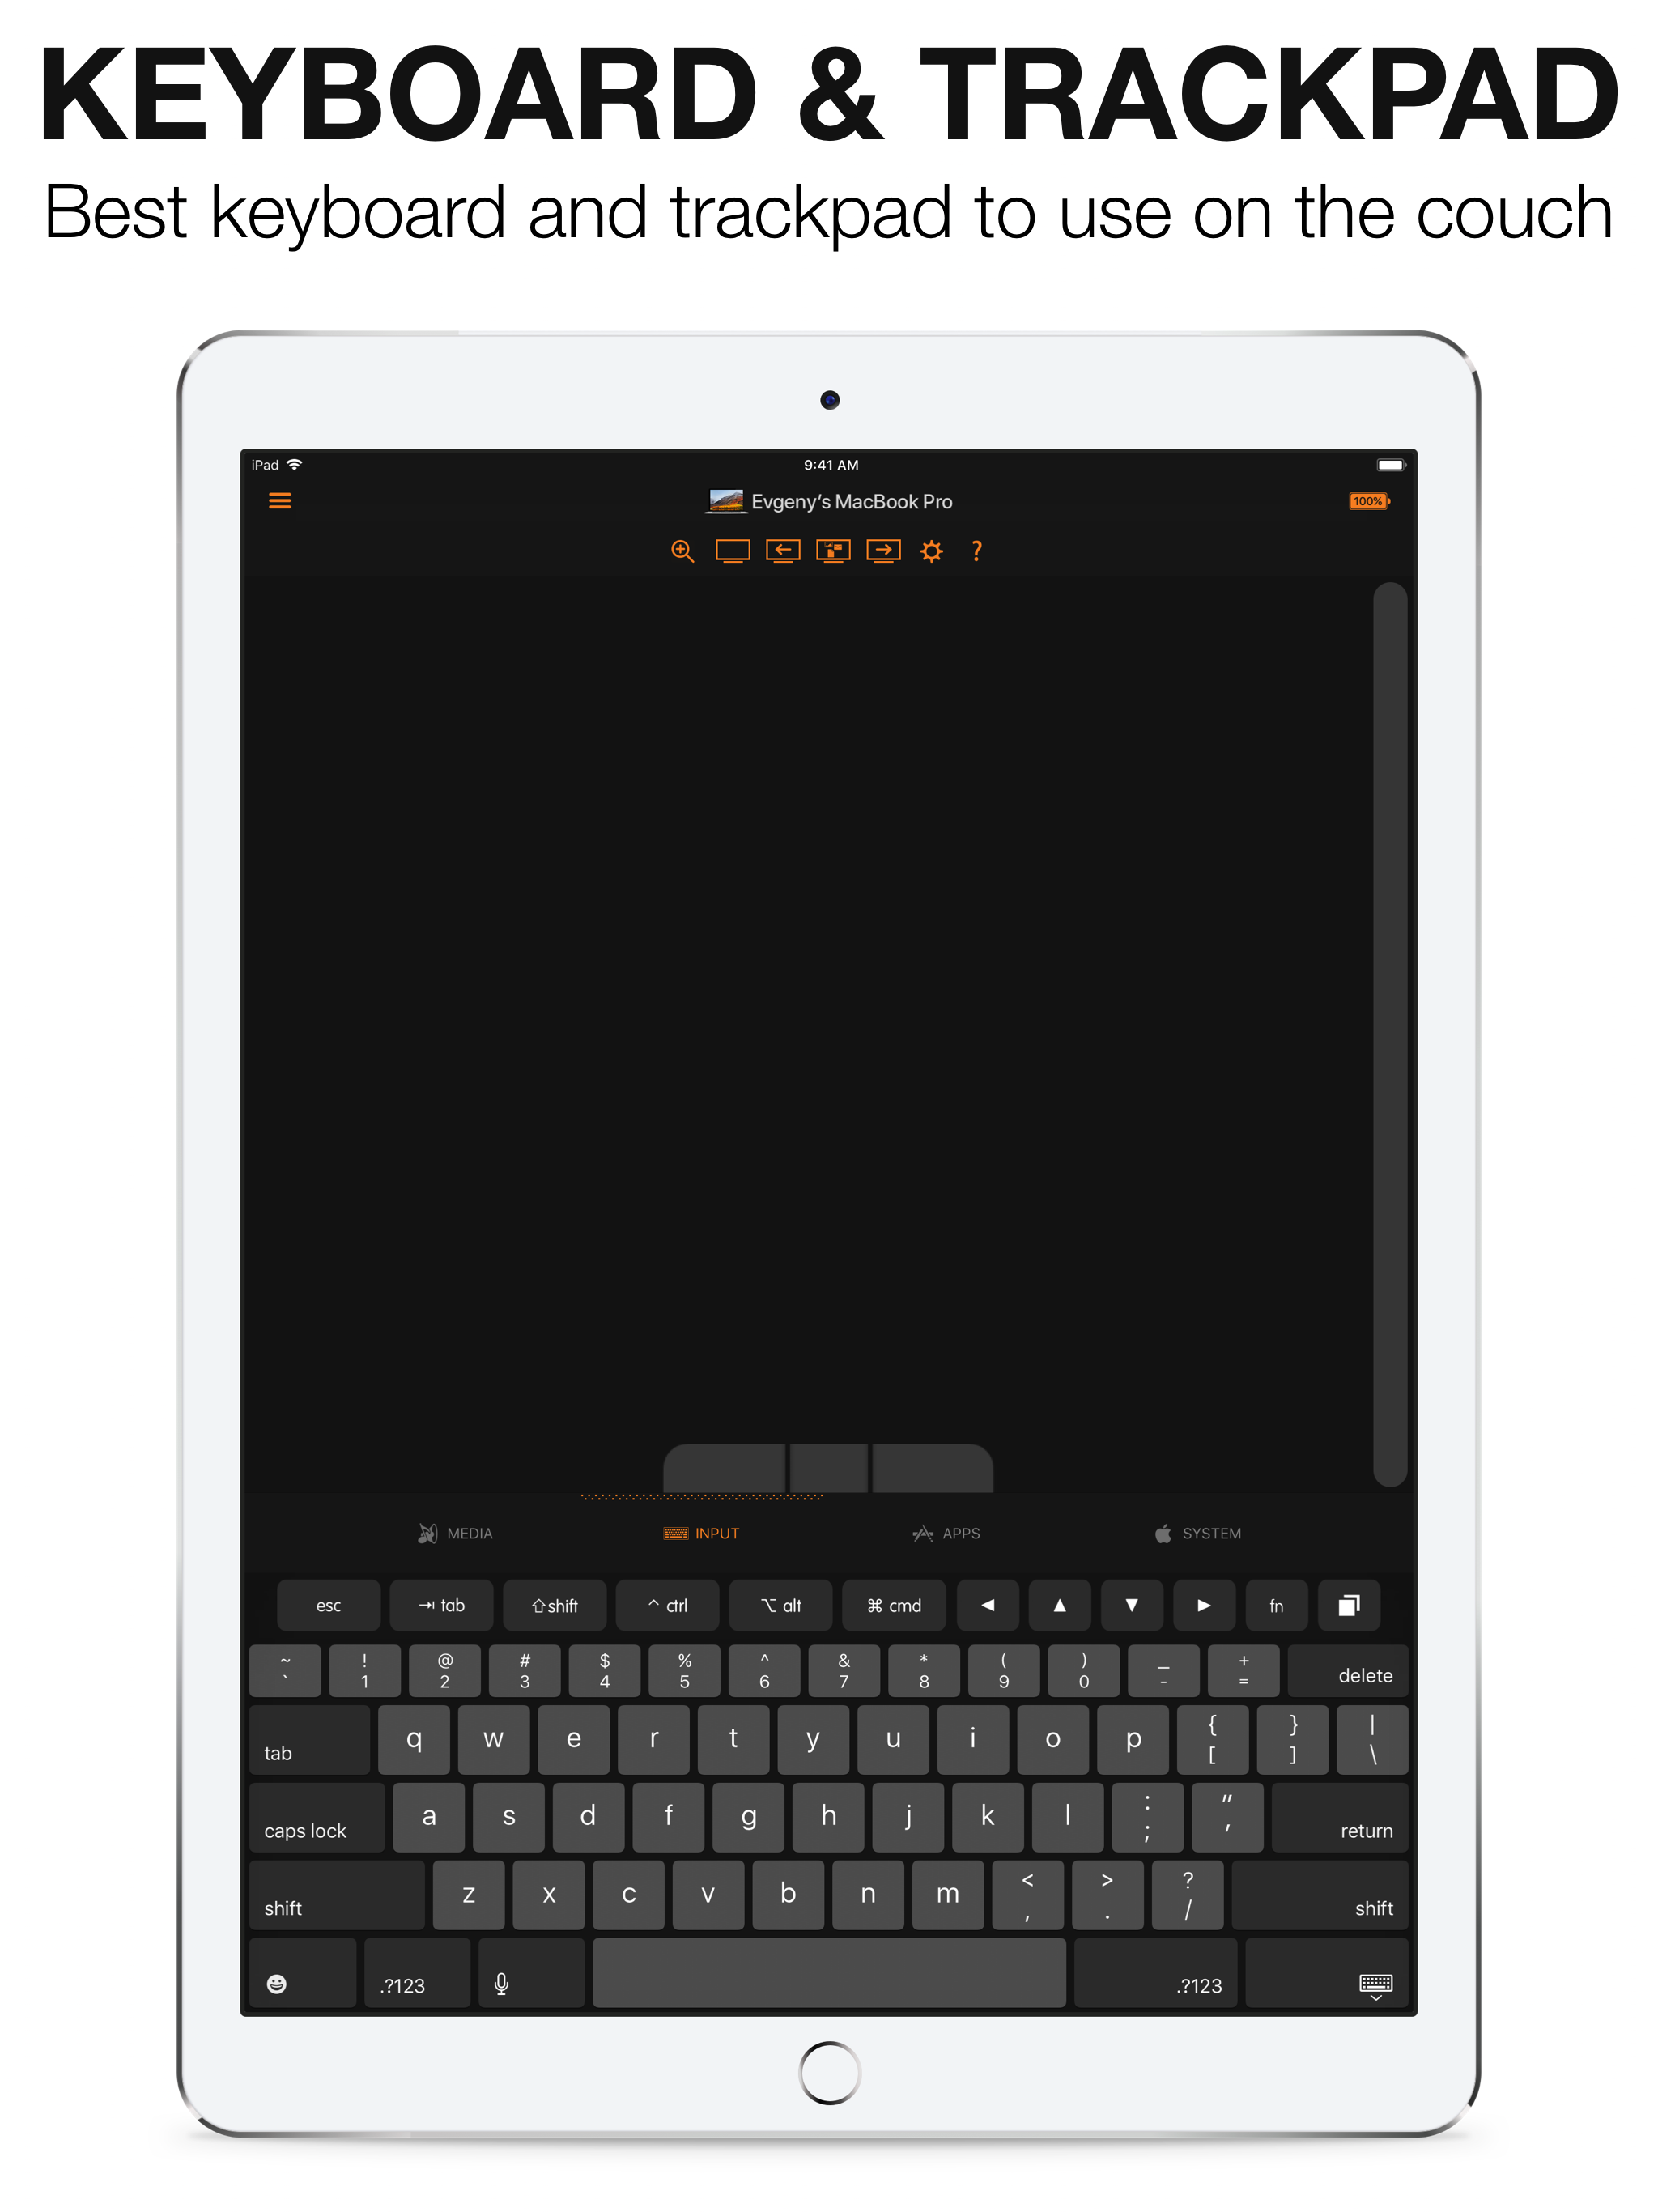 KEYBOARD & TRACKPAD
Best keyboard and trackpad to use on the couch
iPad 9:41 AM
Evgeny’s MacBook Pro 100%
?
MEDIA INPUT APPS SYSTEM
esc ⇥ tab ⇧shift ^ ctrl ⌥ alt ⌘ cmd ◀ ▲ ▼ ▶ fn
~ ! @ # $ % ^ & * ( ) _ +
` 1 2 3 4 5 6 7 8 9 0 - = delete
q w e r t y u i o p { } |
tab [ ] \
a s d f g h j k l : "
caps lock ; ' return
z x c v b n m < > ?
shift , . / shift
.?123 .?123